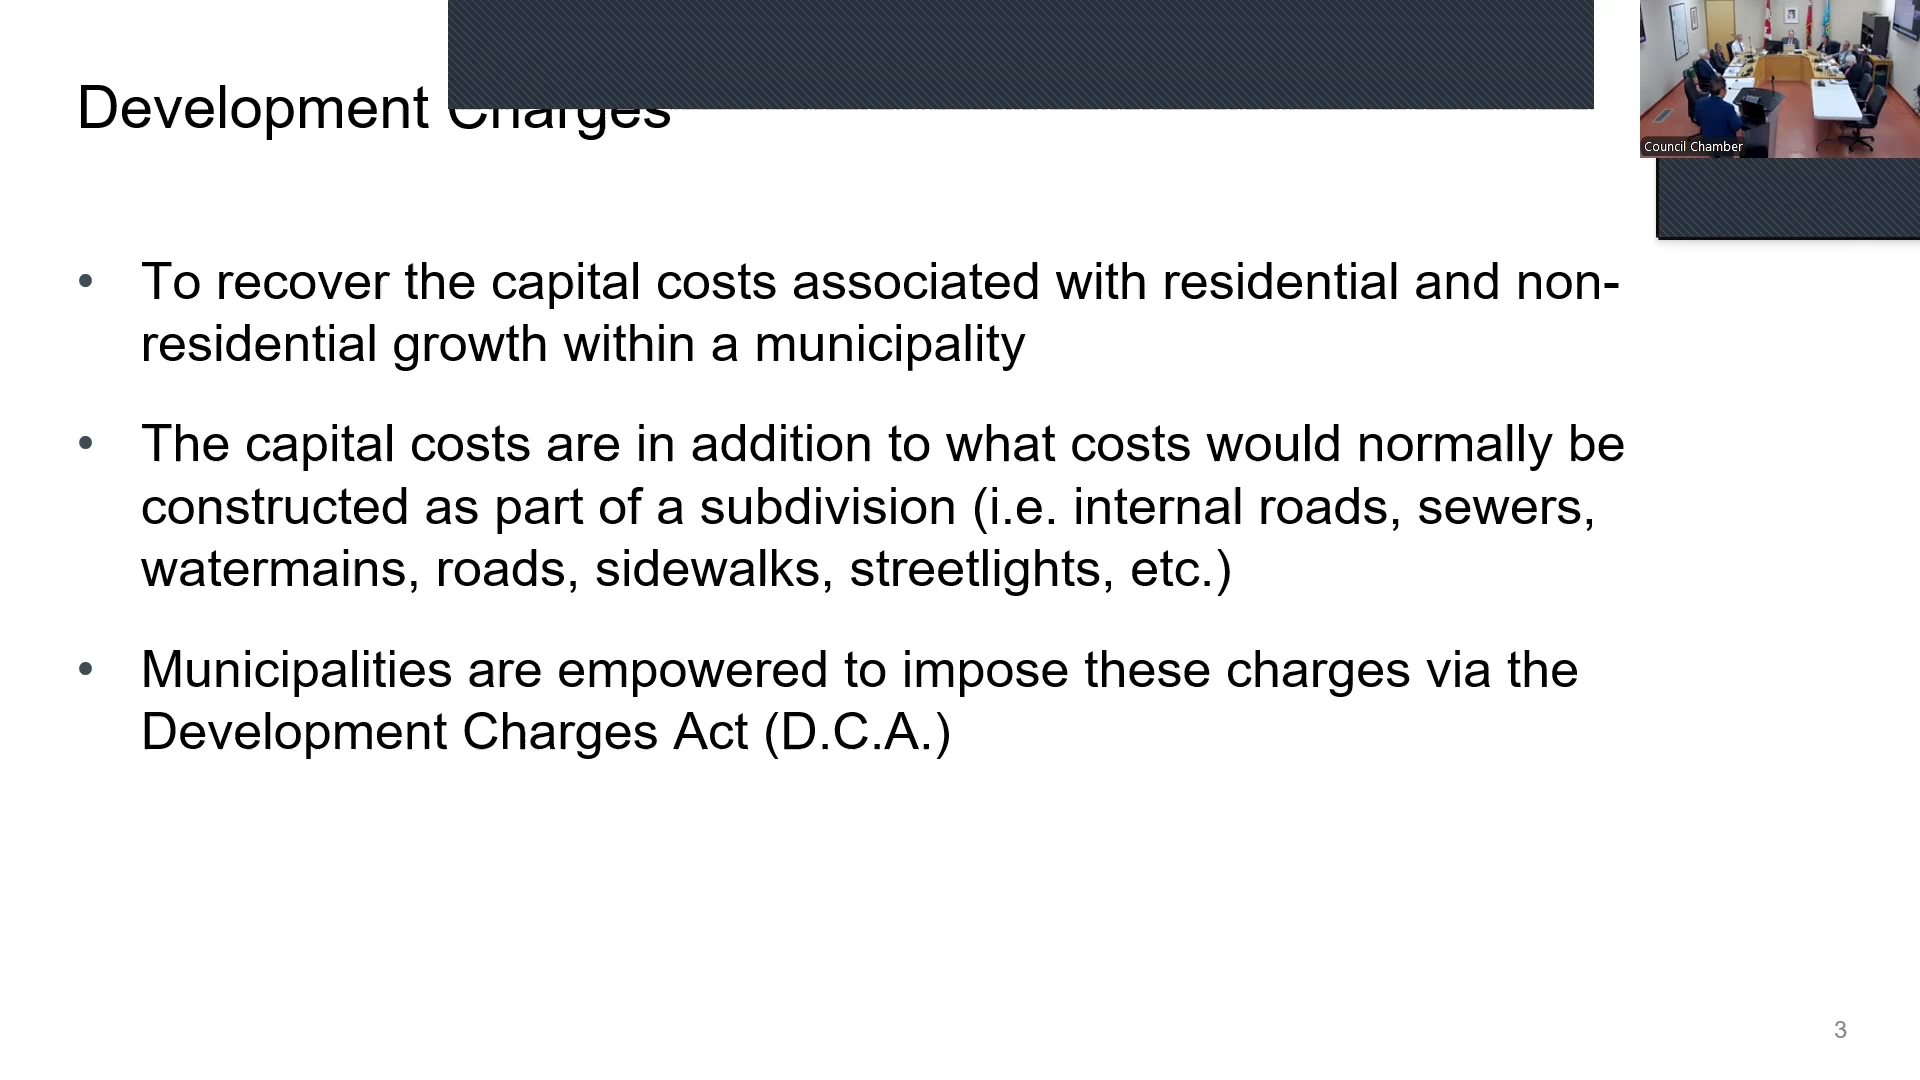 Development Charges
Council Chamber
• To recover the capital costs associated with residential and non-
residential growth within a municipality
• The capital costs are in addition to what costs would normally be
constructed as part of a subdivision (i.e. internal roads, sewers,
watermains, roads, sidewalks, streetlights, etc.)
• Municipalities are empowered to impose these charges via the
Development Charges Act (D.C.A.)
3